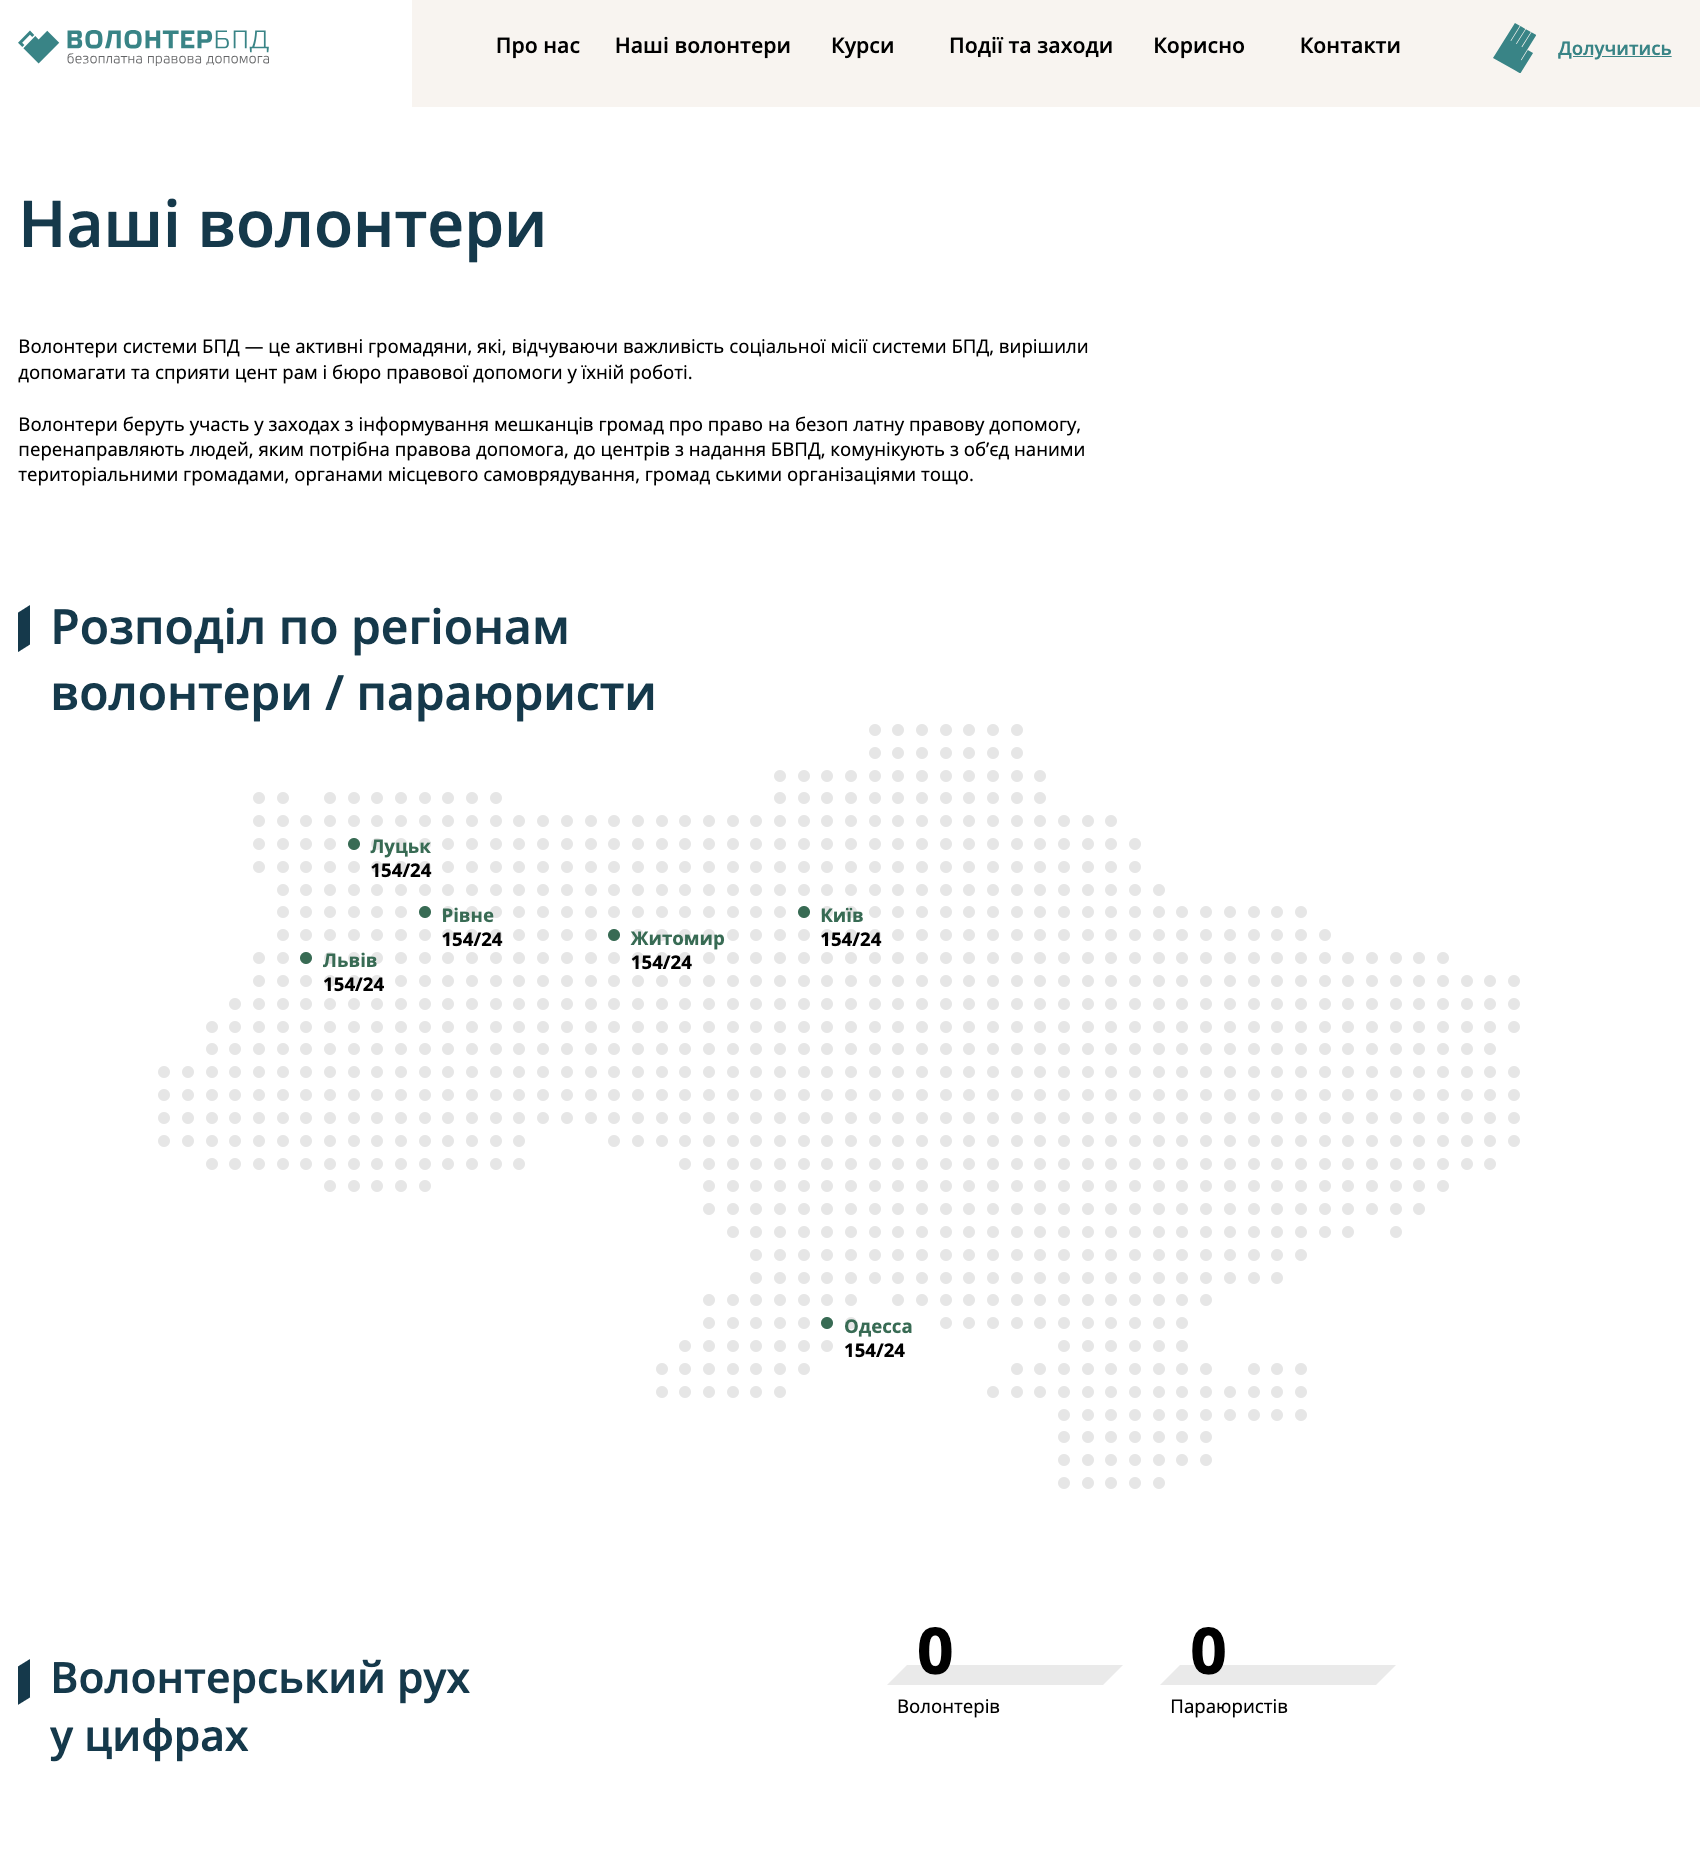 ВОЛОНТЕРБПД
безоплатна правова допомога
Про нас
Наші волонтери
Курси
Події та заходи
Корисно
Контакти
Долучитись
Наші волонтери
Волонтери системи БПД — це активні громадяни, які, відчуваючи важливість соціальної місії системи БПД, вирішили
допомагати та сприяти цент рам і бюро правової допомоги у їхній роботі.
Волонтери беруть участь у заходах з інформування мешканців громад про право на безоп латну правову допомогу,
перенаправляють людей, яким потрібна правова допомога, до центрів з надання БВПД, комунікують з об’єд наними
територіальними громадами, органами місцевого самоврядування, громад ськими організаціями тощо.
Розподіл по регіонам
волонтери / параюристи
Луцьк
154/24
Рівне
154/24
Житомир
154/24
Київ
154/24
Львів
154/24
Одесса
154/24
Волонтерський рух
у цифрах
0
Волонтерів
0
Параюристів